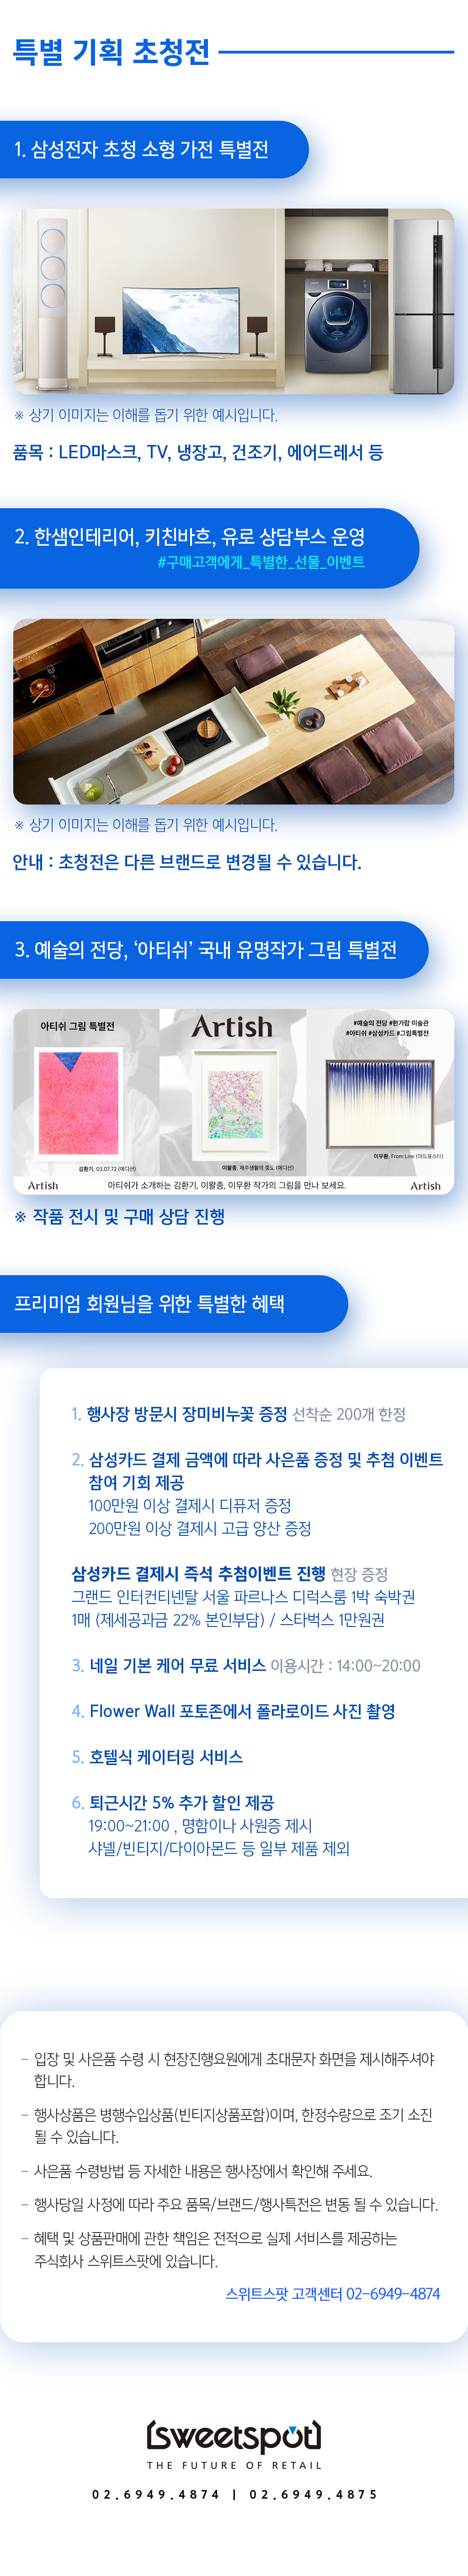 특별 기획 초청전
1. 삼성전자 초청 소형 가전 특별전
※ 상기 이미지는 이해를 돕기 위한 예시입니다.
품목 : LED마스크, TV, 냉장고, 건조기, 에어드레서 등
2. 한샘인테리어, 키친바흐, 유로 상담부스 운영
#구매고객에게_특별한_선물_이벤트
※ 상기 이미지는 이해를 돕기 위한 예시입니다.
안내 : 초청전은 다른 브랜드로 변경될 수 있습니다.
3. 예술의 전당, ‘아티쉬’ 국내 유명작가 그림 특별전
아티쉬 그림 특별전
Artish
#예술의 전당 #한가람 미술관
#아티쉬 #삼성카드 #그림특별전
김환기, 03.07.72 (에디션)
이왈종, 제주생활의 중도 (에디션)
이우환, From Line (아트포스터)
Artish
아티쉬가 소개하는 김환기, 이왈종, 이우환 작가의 그림을 만나 보세요.
Artish
※ 작품 전시 및 구매 상담 진행
프리미엄 회원님을 위한 특별한 혜택
1. 행사장 방문시 장미비누꽃 증정 선착순 200개 한정
2. 삼성카드 결제 금액에 따라 사은품 증정 및 추첨 이벤트
참여 기회 제공
100만원 이상 결제시 디퓨저 증정
200만원 이상 결제시 고급 양산 증정
삼성카드 결제시 즉석 추첨이벤트 진행 현장 증정
그랜드 인터컨티넨탈 서울 파르나스 디럭스룸 1박 숙박권
1매 (제세공과금 22% 본인부담) / 스타벅스 1만원권
3. 네일 기본 케어 무료 서비스 이용시간 : 14:00~20:00
4. Flower Wall 포토존에서 폴라로이드 사진 촬영
5. 호텔식 케이터링 서비스
6. 퇴근시간 5% 추가 할인 제공
19:00~21:00 , 명함이나 사원증 제시
샤넬/빈티지/다이아몬드 등 일부 제품 제외
- 입장 및 사은품 수령 시 현장진행요원에게 초대문자 화면을 제시해주셔야
합니다.
- 행사상품은 병행수입상품(빈티지상품포함)이며, 한정수량으로 조기 소진
될 수 있습니다.
- 사은품 수령방법 등 자세한 내용은 행사장에서 확인해 주세요.
- 행사당일 사정에 따라 주요 품목/브랜드/행사특전은 변동 될 수 있습니다.
- 혜택 및 상품판매에 관한 책임은 전적으로 실제 서비스를 제공하는
주식회사 스위트스팟에 있습니다.
스위트스팟 고객센터 02-6949-4874
sweetspot
THE FUTURE OF RETAIL
02.6949.4874 | 02.6949.4875